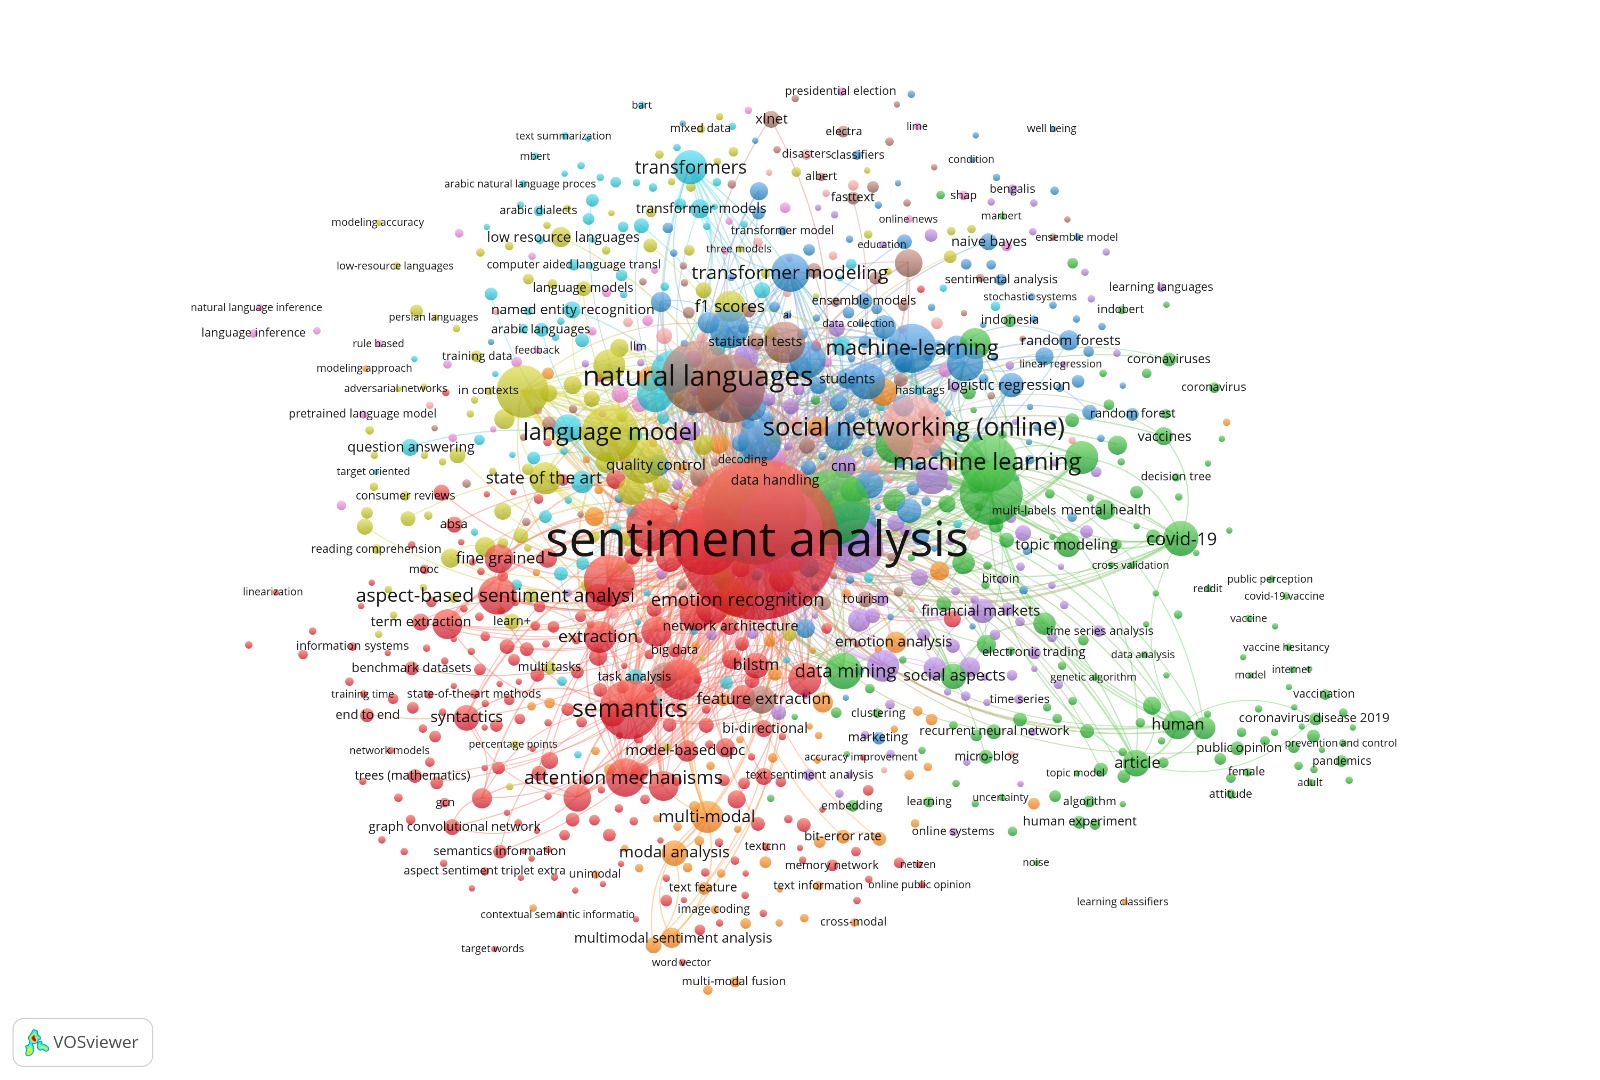 presidential election
bart
xlnet
mixed data
electra
lime
well being
text summarization
mbert
disasters
classifiers
condition
transformers
albert
arabic natural language proces
fasttext
shap
bengalis
arabic dialects
transformer models
online news
marbert
modeling accuracy
transformer model
low resource languages
three models
education
naive bayes
ensemble model
low-resource languages
computer aided language transl
transformer modeling
sentimental analysis
language models
learning languages
natural language inference
named entity recognition
f1 scores
ensemble models
stochastic systems
indobert
persian languages
ai
data collection
indonesia
language inference
arabic languages
rule based
feedback
llm
statistical tests
machine-learning
random forests
training data
coronaviruses
modeling approach
linear regression
natural languages
students
adversarial networks
in contexts
hashtags
logistic regression
coronavirus
pretrained language model
random forest
language model
social networking (online)
vaccines
question answering
decoding
quality control
cnn
machine learning
target oriented
state of the art
data handling
decision tree
consumer reviews
multi-labels
mental health
absa
sentiment analysis
covid-19
reading comprehension
fine grained
topic modeling
mooc
cross validation
bitcoin
public perception
linearization
aspect-based sentiment analysi
emotion recognition
tourism
reddit
covid-19 vaccine
financial markets
term extraction
learn+
network architecture
vaccine
extraction
emotion analysis
time series analysis
information systems
big data
electronic trading
data analysis
vaccine hesitancy
benchmark datasets
multi tasks
bilstm
data mining
social aspects
genetic algorithm
model
internet
task analysis
training time
state-of-the-art methods
feature extraction
time series
vaccination
end to end
syntactics
semantics
clustering
human
coronavirus disease 2019
bi-directional
recurrent neural network
marketing
percentage points
network models
model-based opc
accuracy improvement
micro-blog
public opinion
prevention and control
article
pandemics
trees (mathematics)
attention mechanisms
text sentiment analysis
topic model
female
adult
gcn
embedding
learning
uncertainty
algorithm
attitude
multi-modal
graph convolutional network
bit-error rate
online systems
human experiment
semantics information
modal analysis
textcnn
memory network
netizen
noise
aspect sentiment triplet extra
unimodal
text feature
text information
online public opinion
contextual semantic informatio
image coding
cross-modal
learning classifiers
target words
multimodal sentiment analysis
word vector
multi-modal fusion
VOSviewer